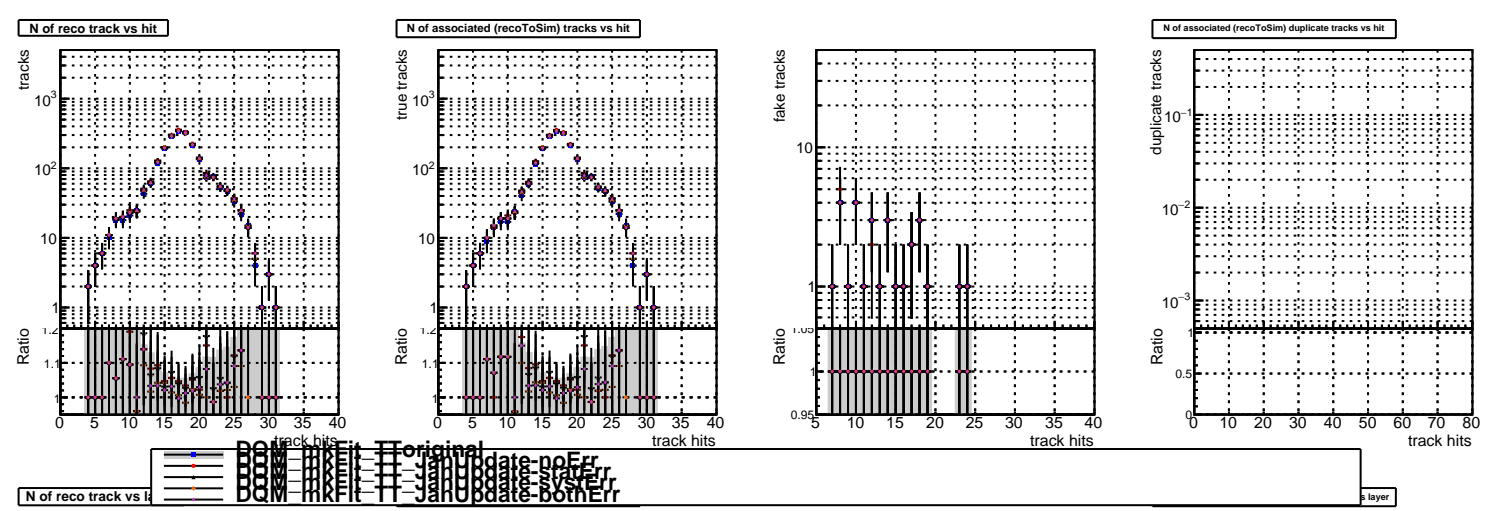 N of reco track vs hit
N of associated (recoToSim) tracks vs hit
N of associated (recoToSim) duplicate tracks vs hit
tracks
10³
10²
10
1
Ratio
1.2
1.1
1
0 5 10 15 20 25 30 35 40
track hits
true tracks
10³
10²
10
1
Ratio
1.2
1.1
1
0 5 10 15 20 25 30 35 40
track hits
fake tracks
10
1
Ratio
1.05
1
0.95
5 10 15 20 25 30 35 40
track hits
duplicate tracks
10⁻¹
10⁻²
10⁻³
Ratio
1
0.5
0
0 10 20 30 40 50 60 70 80
track hits
DQM_mkFit_TToriginal
DQM_mkFit_TT_JanUpdate-noErr
DQM_mkFit_TT_JanUpdate-statErr
DQM_mkFit_TT_JanUpdate-systErr
DQM_mkFit_TT_JanUpdate-bothErr
N of reco track vs la
s layer